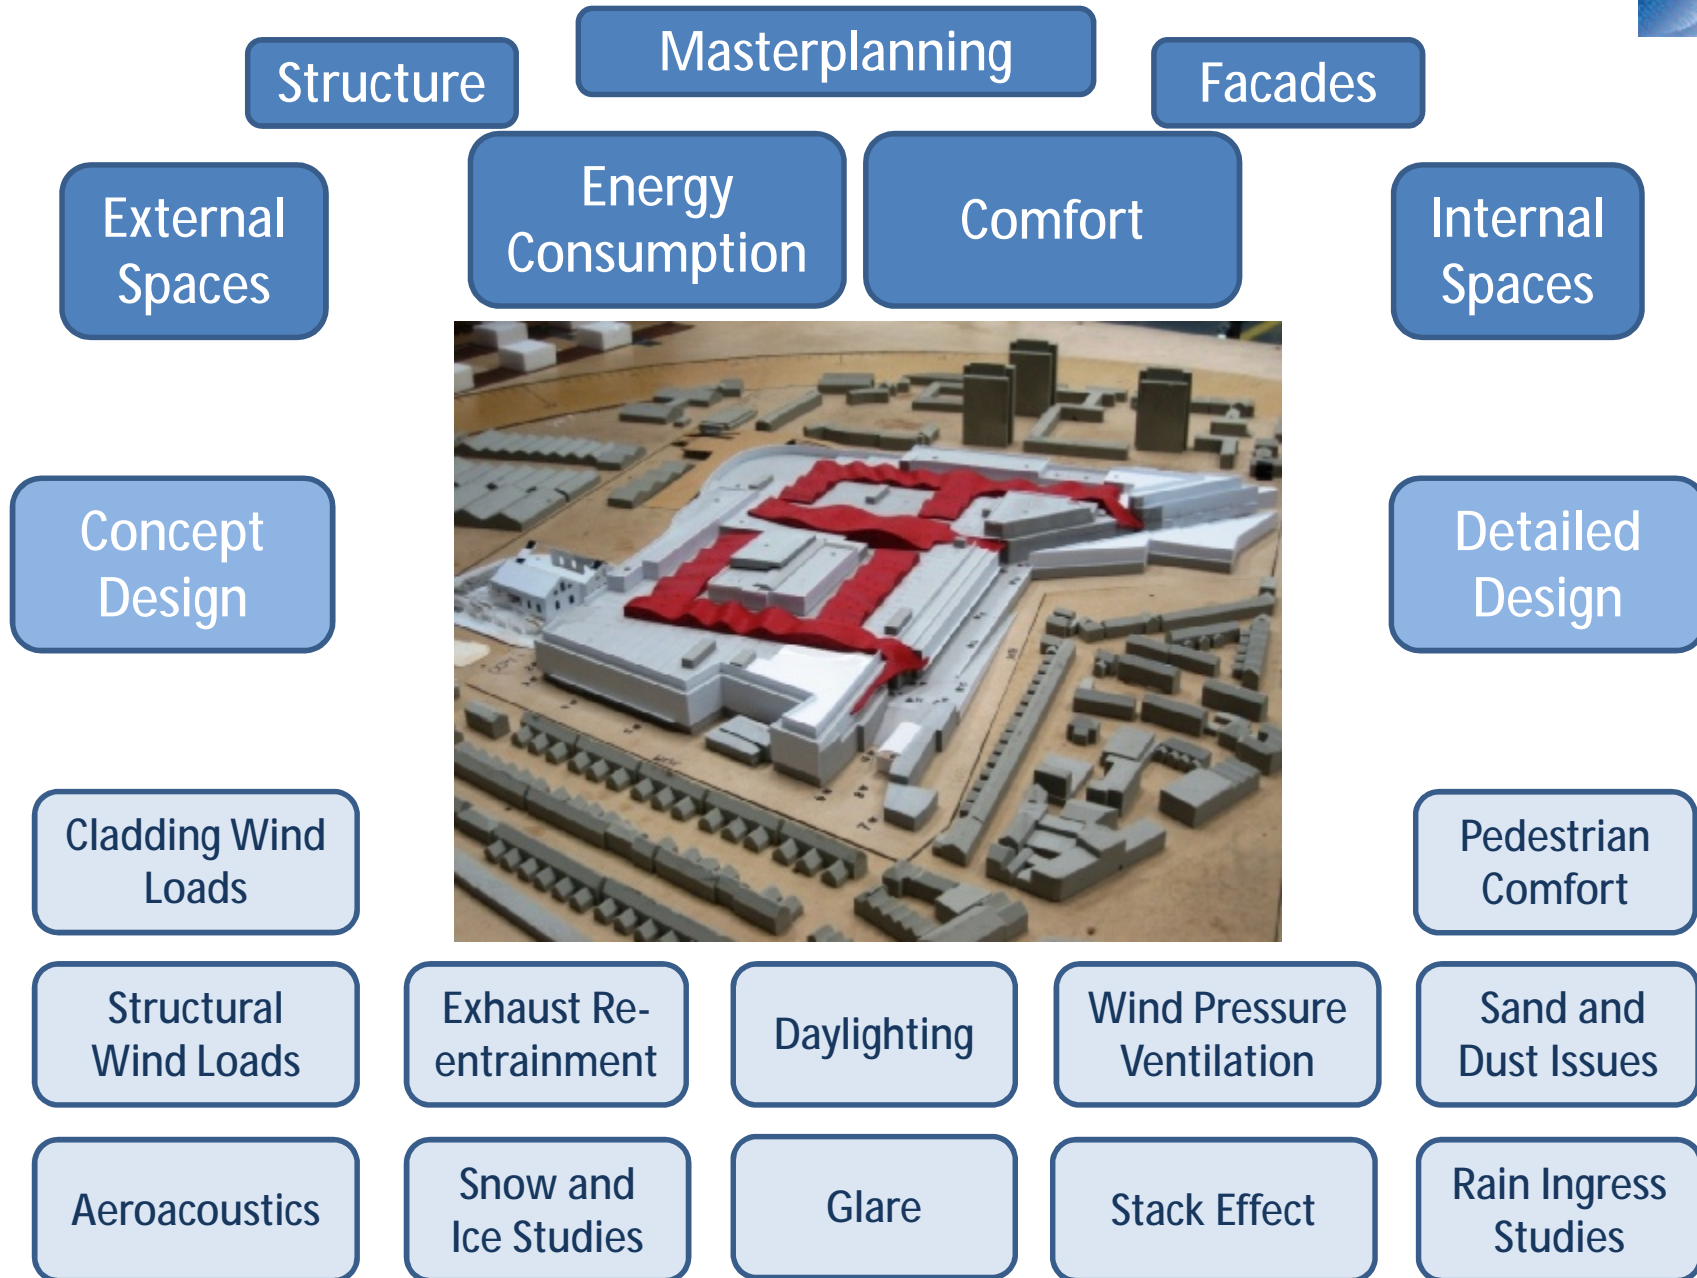 Masterplanning
Structure
Facades
Energy
Consumption
Comfort
External
Spaces
Internal
Spaces
Concept
Design
Detailed
Design
Cladding Wind
Loads
Pedestrian
Comfort
Structural
Wind Loads
Exhaust Re-
entrainment
Daylighting
Wind Pressure
Ventilation
Sand and
Dust Issues
Aeroacoustics
Snow and
Ice Studies
Glare
Stack Effect
Rain Ingress
Studies